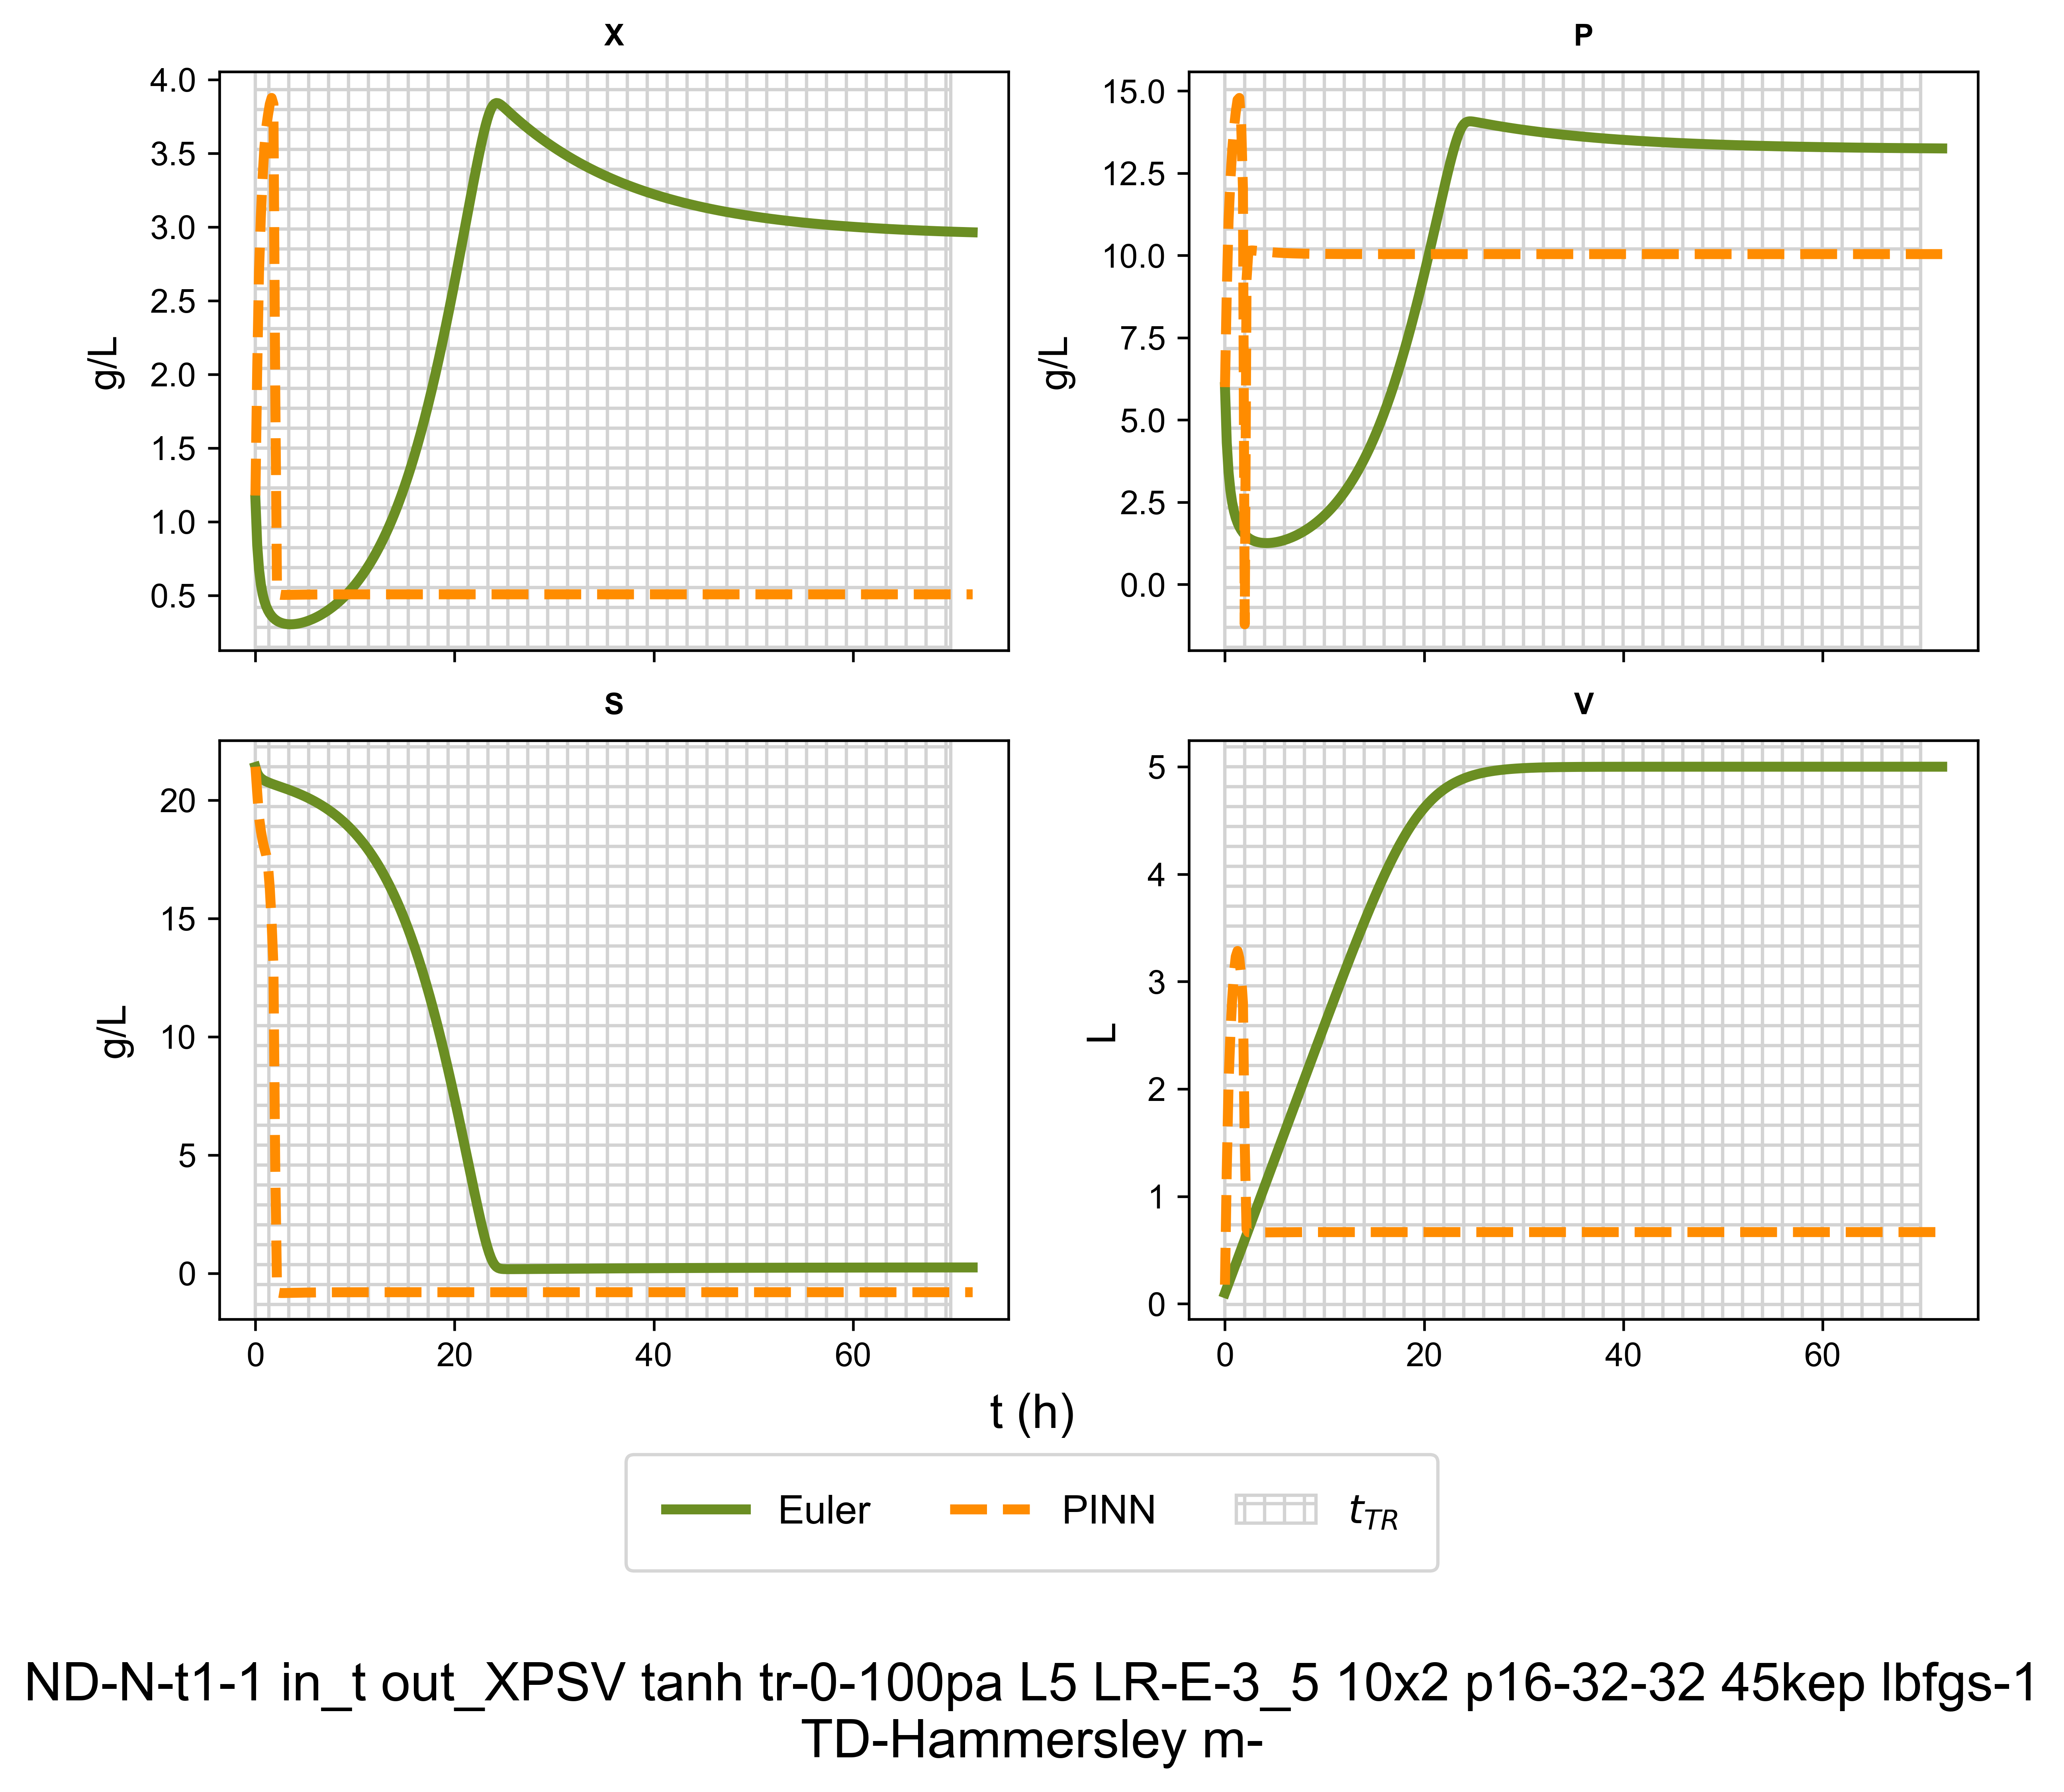 X
P
4.0
3.5
3.0
2.5
2.0
1.5
1.0
0.5
g/L
15.0
12.5
10.0
7.5
5.0
2.5
0.0
g/L
S
V
20
15
10
5
0
g/L
5
4
3
2
1
0
L
0 20 40 60
0 20 40 60
t (h)
Euler PINN t_TR
ND-N-t1-1 in_t out_XPSV tanh tr-0-100pa L5 LR-E-3_5 10x2 p16-32-32 45kep lbfgs-1
TD-Hammersley m-